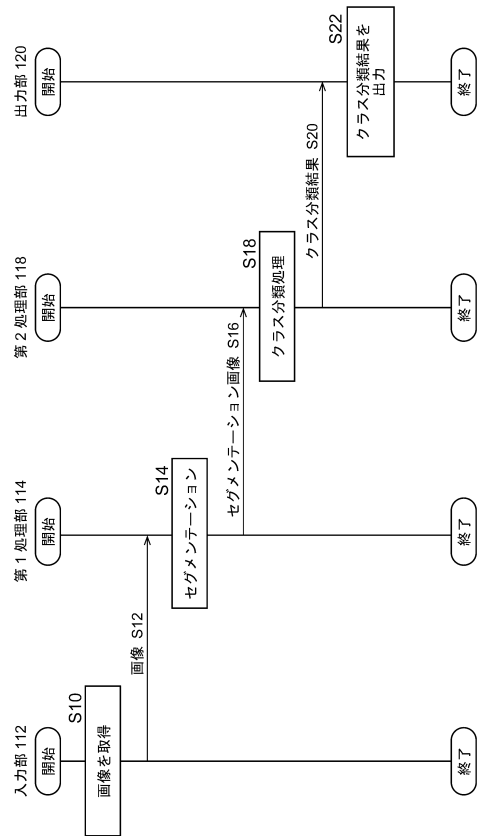 入力部 112
第1処理部 114
第2処理部 118
出力部 120
開始
開始
開始
開始
S10
画像を取得
画像 S12
S14
セグメンテーション
セグメンテーション画像 S16
S18
クラス分類処理
クラス分類結果 S20
S22
クラス分類結果を
出力
終了
終了
終了
終了